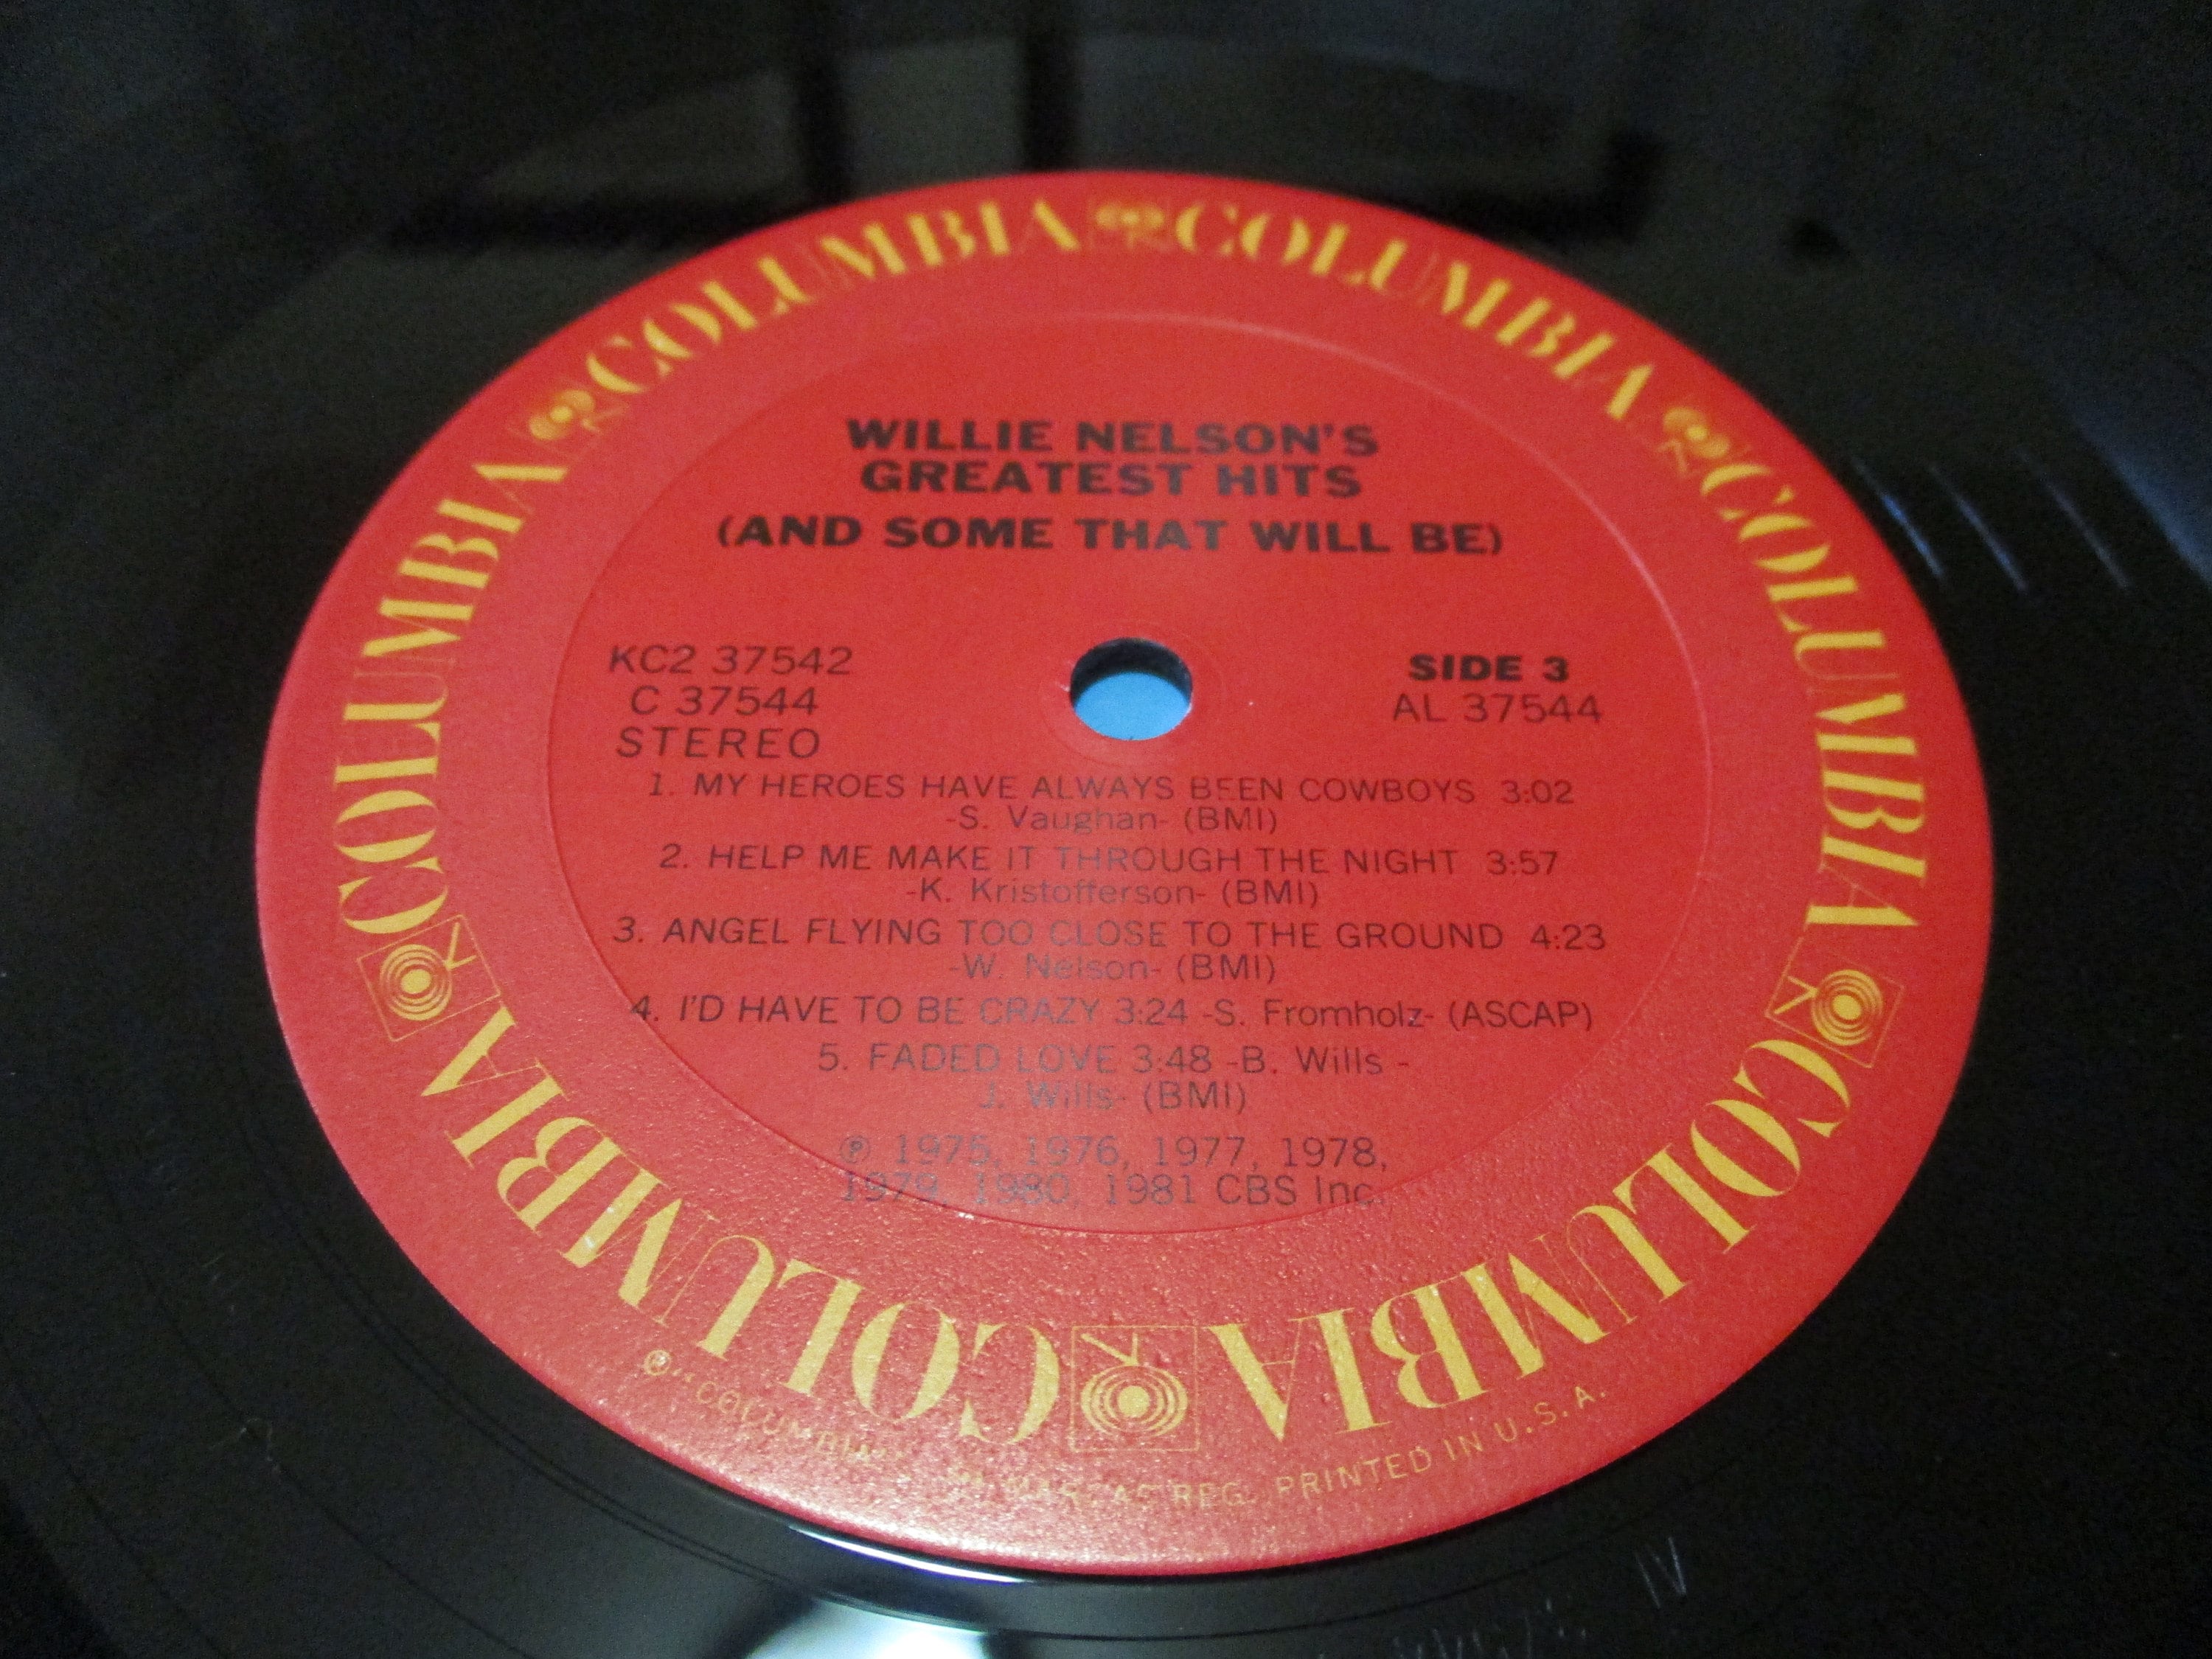 COLUMBIA COLUMBIA COLUMBIA COLUMBIA COLUMBIA COLUMBIA
WILLIE NELSON'S
GREATEST HITS
(AND SOME THAT WILL BE)
KC2 37542
C 37544
STEREO
SIDE 3
AL 37544
1. MY HEROES HAVE ALWAYS BEEN COWBOYS 3:02
-S. Vaughan- (BMI)
2. HELP ME MAKE IT THROUGH THE NIGHT 3:57
-K. Kristofferson- (BMI)
3. ANGEL FLYING TOO CLOSE TO THE GROUND 4:23
-W. Nelson- (BMI)
4. I'D HAVE TO BE CRAZY 3:24 -S. Fromholz- (ASCAP)
5. FADED LOVE 3:48 -B. Wills -
J. Wills- (BMI)
℗ 1975, 1976, 1977, 1978,
1979, 1980, 1981 CBS Inc.
"COLUMBIA" MARCAS REG. PRINTED IN U.S.A.
IV